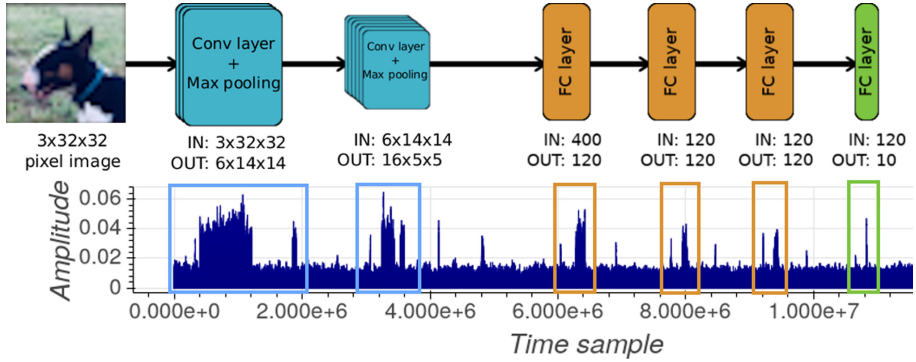 Conv layer
+
Max pooling
Conv layer
+
Max pooling
FC layer
FC layer
FC layer
FC layer
3x32x32
pixel image
IN: 3x32x32
OUT: 6x14x14
IN: 6x14x14
OUT: 16x5x5
IN: 400
OUT: 120
IN: 120
OUT: 120
IN: 120
OUT: 120
IN: 120
OUT: 10
Amplitude
0.06
0.04
0.02
0
0.000e+0
2.000e+6
4.000e+6
6.000e+6
8.000e+6
1.000e+7
Time sample